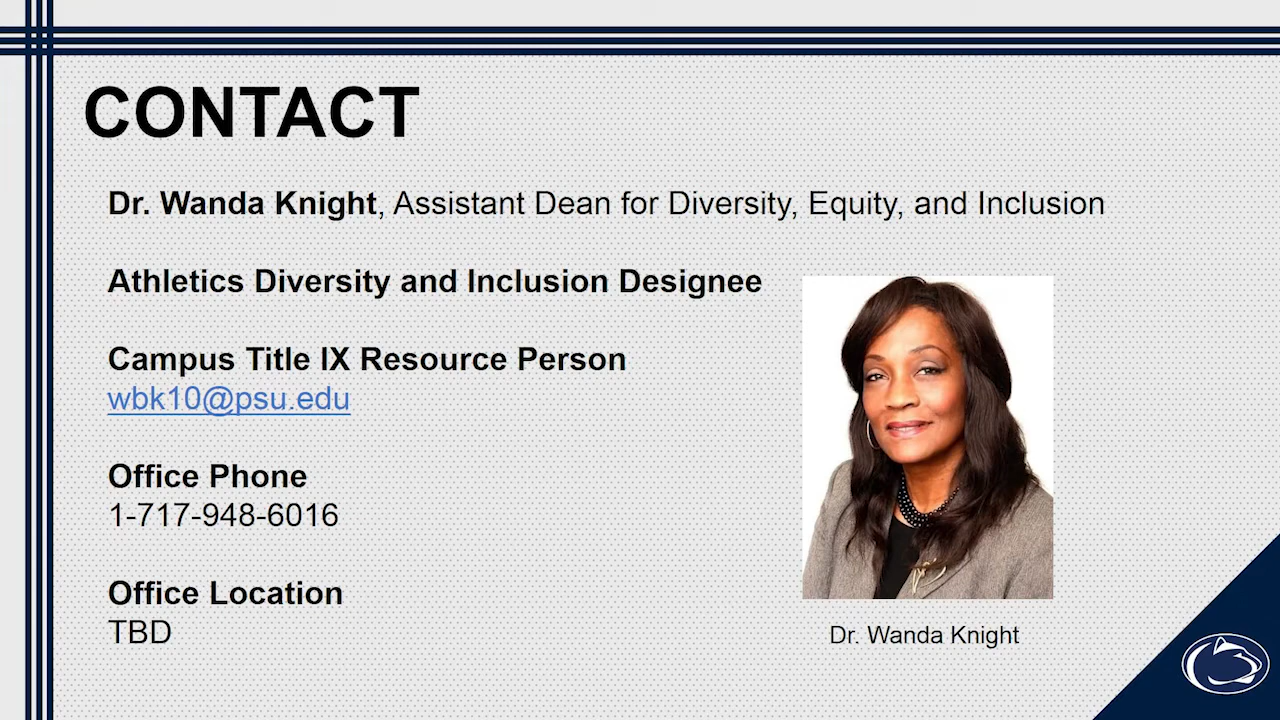 CONTACT
Dr. Wanda Knight, Assistant Dean for Diversity, Equity, and Inclusion
Athletics Diversity and Inclusion Designee
Campus Title IX Resource Person
wbk10@psu.edu
Office Phone
1-717-948-6016
Office Location
TBD
Dr. Wanda Knight